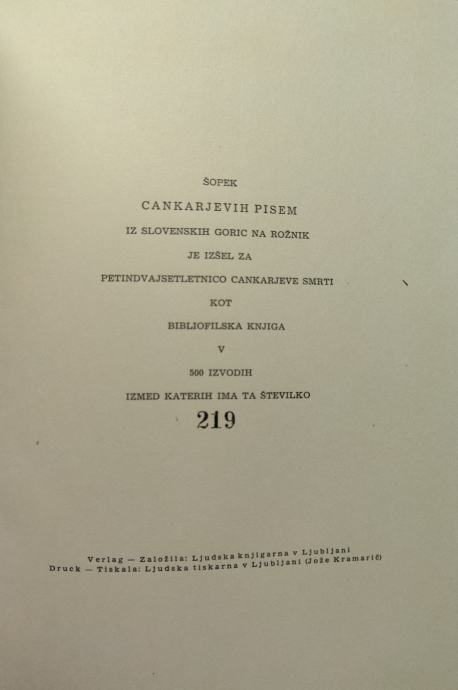 ŠOPEK
CANKARJEVIH PISEM
IZ SLOVENSKIH GORIC NA ROŽNIK
JE IZŠEL ZA
PETINDVAJSETLETNICO CANKARJEVE SMRTI
KOT
BIBLIOFILSKA KNJIGA
V
500 IZVODIH
IZMED KATERIH IMA TA ŠTEVILKO
219
Verlag — Založila: Ljudska knjigarna v Ljubljani
Druck — Tiskala: Ljudska tiskarna v Ljubljani (Jože Kramarič)